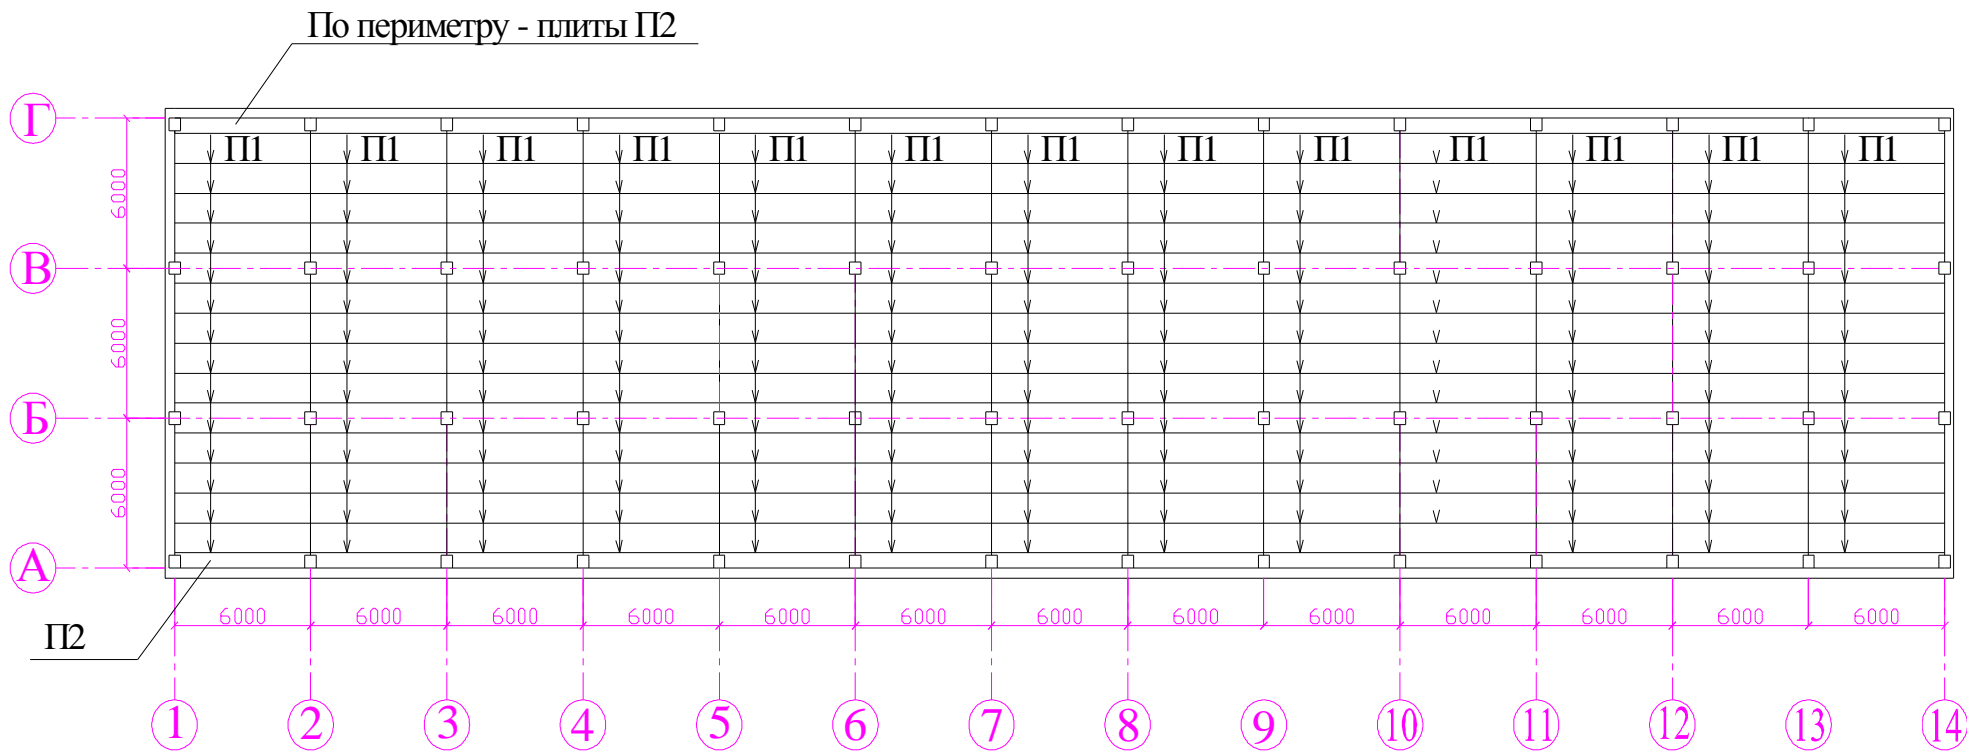 По периметру - плиты П2
Г
П1 П1 П1 П1 П1 П1 П1 П1 П1 П1 П1 П1 П1
6000
В
6000
Б
6000
А
6000 6000 6000 6000 6000 6000 6000 6000 6000 6000 6000 6000 6000
П2
1 2 3 4 5 6 7 8 9 10 11 12 13 14